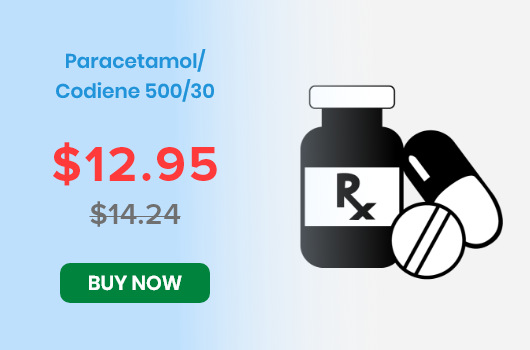 Paracetamol/
Codiene 500/30
$12.95
$14.24
BUY NOW
Rx